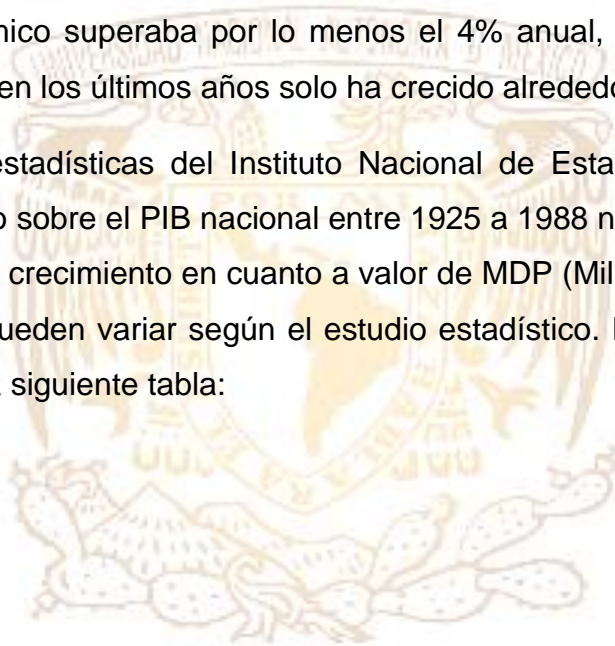 nico superaba por lo menos el 4% anual,
en los últimos años solo ha crecido alrededo
estadísticas del Instituto Nacional de Esta
o sobre el PIB nacional entre 1925 a 1988 n
crecimiento en cuanto a valor de MDP (Mil
ueden variar según el estudio estadístico.
siguiente tabla: